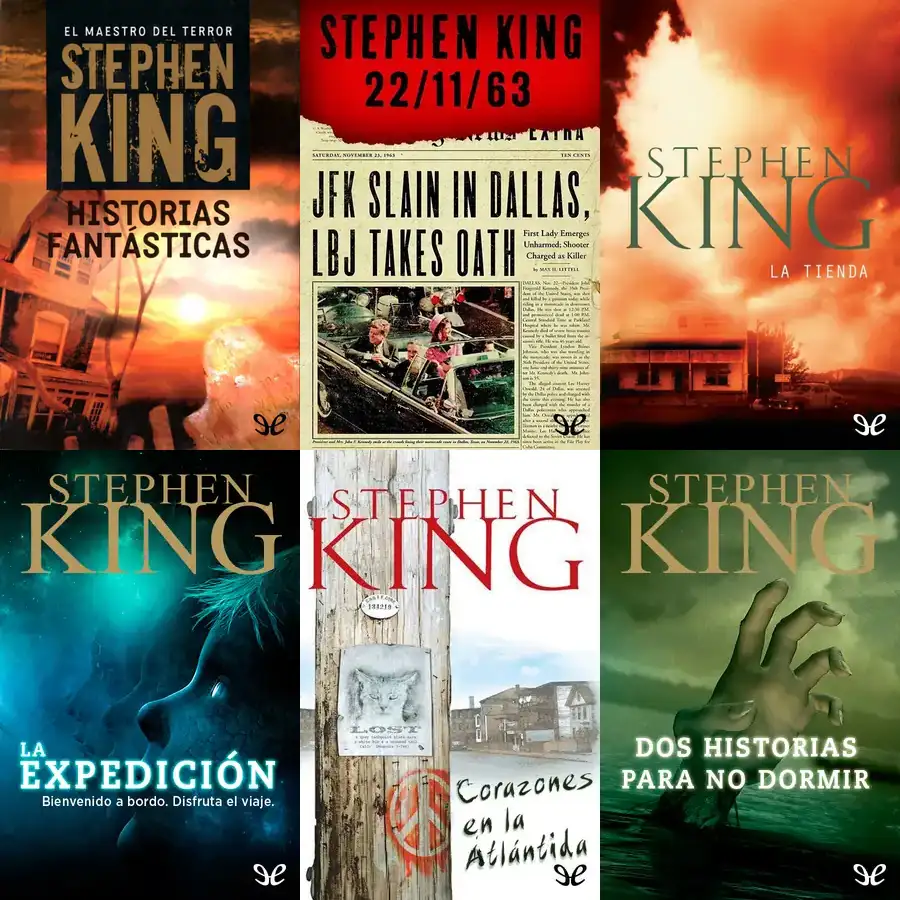 EL MAESTRO DEL TERROR
STEPHEN
KING
HISTORIAS
FANTÁSTICAS
STEPHEN KING
22/11/63
EXTRA
SATURDAY, NOVEMBER 23, 1963
TEN CENTS
JFK SLAIN IN DALLAS,
LBJ TAKES OATH
First Lady Emerges
Unharmed; Shooter
Charged as Killer
by MAX H. LITTELL
STEPHEN
KING
LA TIENDA
STEPHEN
KING
LA
EXPEDICIÓN
Bienvenido a bordo. Disfruta el viaje.
STEPHEN
KING
LOST
Corazones
en la
Atlántida
STEPHEN
KING
DOS HISTORIAS
PARA NO DORMIR